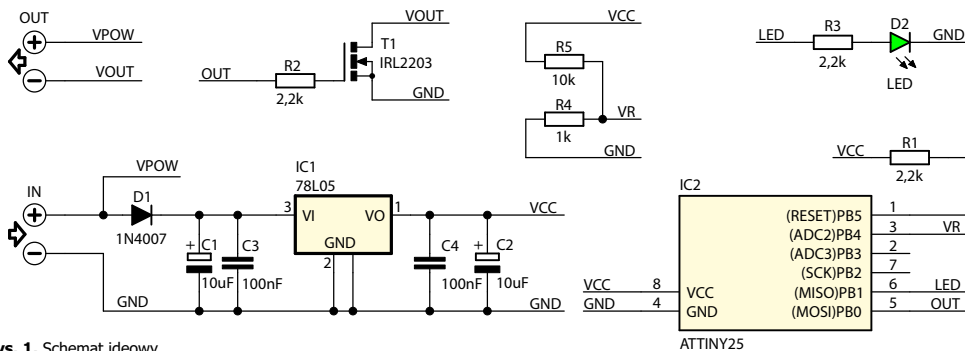 OUT
+
VPOW
−
VOUT
OUT
R2
2,2k
VOUT
T1
IRL2203
GND
VCC
R5
10k
R4
1k
VR
GND
LED
R3
2,2k
D2
GND
LED
VCC
R1
2,2k
IN
+
VPOW
D1
1N4007
−
GND
+
C1
10uF
C3
100nF
IC1
78L05
3
VI
VO
1
GND
2
C4
100nF
+
C2
10uF
VCC
GND
IC2
VCC
8
VCC
GND
4
GND
(RESET)PB5
1
(ADC2)PB4
3
VR
(ADC3)PB3
2
(SCK)PB2
7
(MISO)PB1
6
LED
(MOSI)PB0
5
OUT
ATTINY25
ys. 1. Schemat ideowy